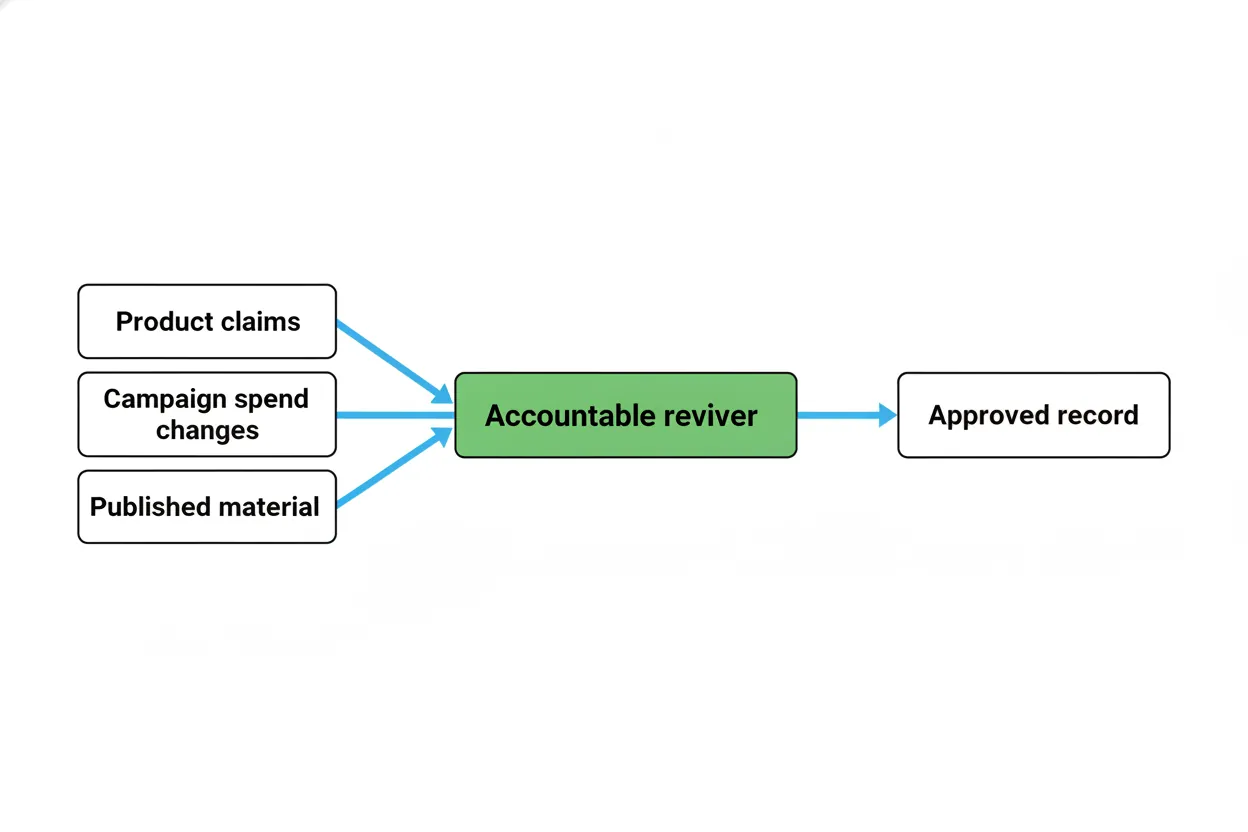 Product claims
Campaign spend
changes
Published material
Accountable reviver
Approved record